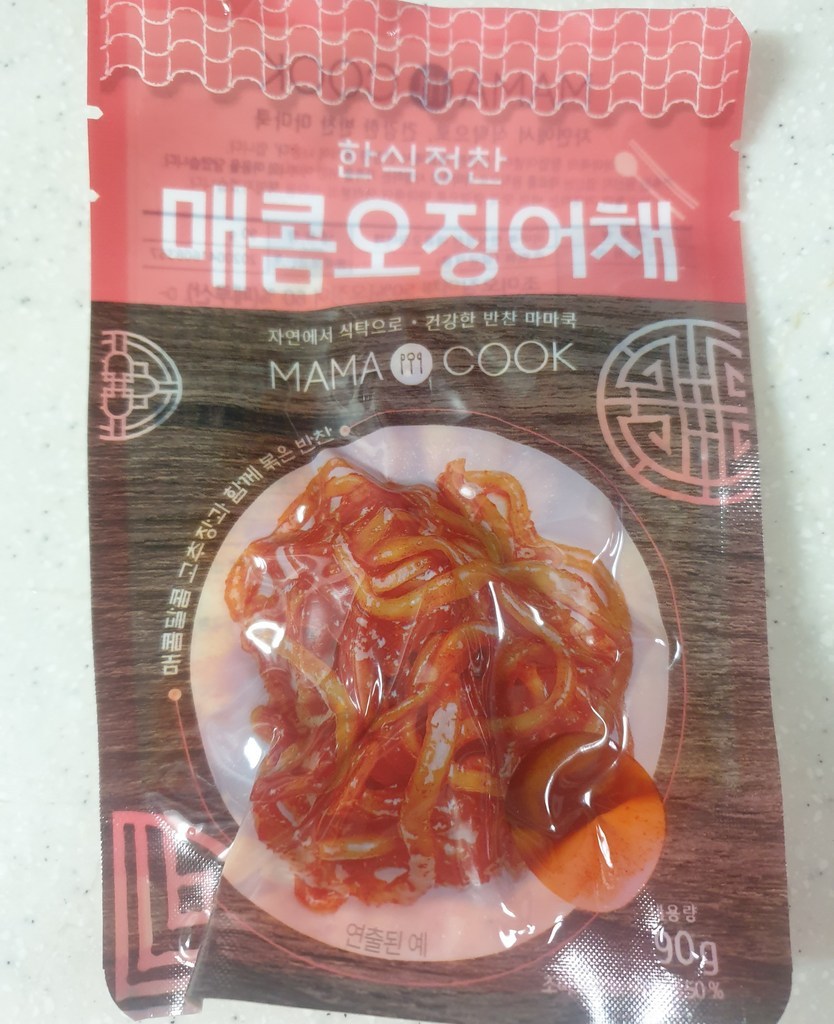 한식정찬
매콤오징어채
자연에서 식탁으로 · 건강한 반찬 마마쿡
MAMA COOK
매콤달콤 고추장과 함께 볶은 반찬
연출된 예
90g
50%